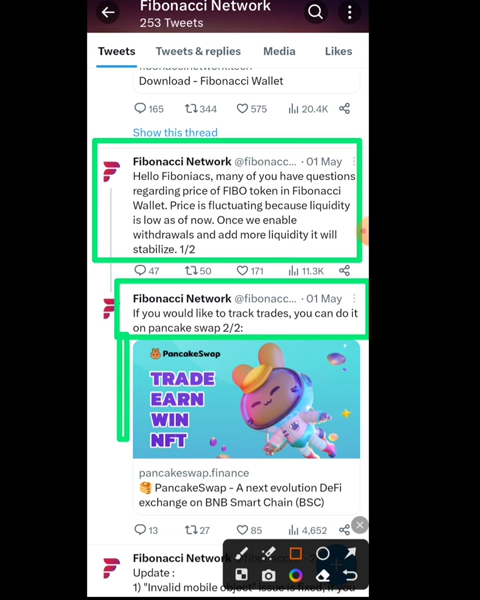 Fibonacci Network
253 Tweets
Tweets Tweets & replies Media Likes
Download - Fibonacci Wallet
165 344 575 20.4K
Show this thread
Fibonacci Network @fibonacc... · 01 May
Hello Fiboniacs, many of you have questions
regarding price of FIBO token in Fibonacci
Wallet. Price is fluctuating because liquidity
is low as of now. Once we enable
withdrawals and add more liquidity it will
stabilize. 1/2
47 50 171 11.3K
Fibonacci Network @fibonacc... · 01 May
If you would like to track trades, you can do it
on pancake swap 2/2:
PancakeSwap
TRADE
EARN
WIN
NFT
pancakeswap.finance
🥞 PancakeSwap - A next evolution DeFi
exchange on BNB Smart Chain (BSC)
13 27 85 4,652
Fibonacci Network
Update :
1) "Invalid mobile object" issue is fixed, if you